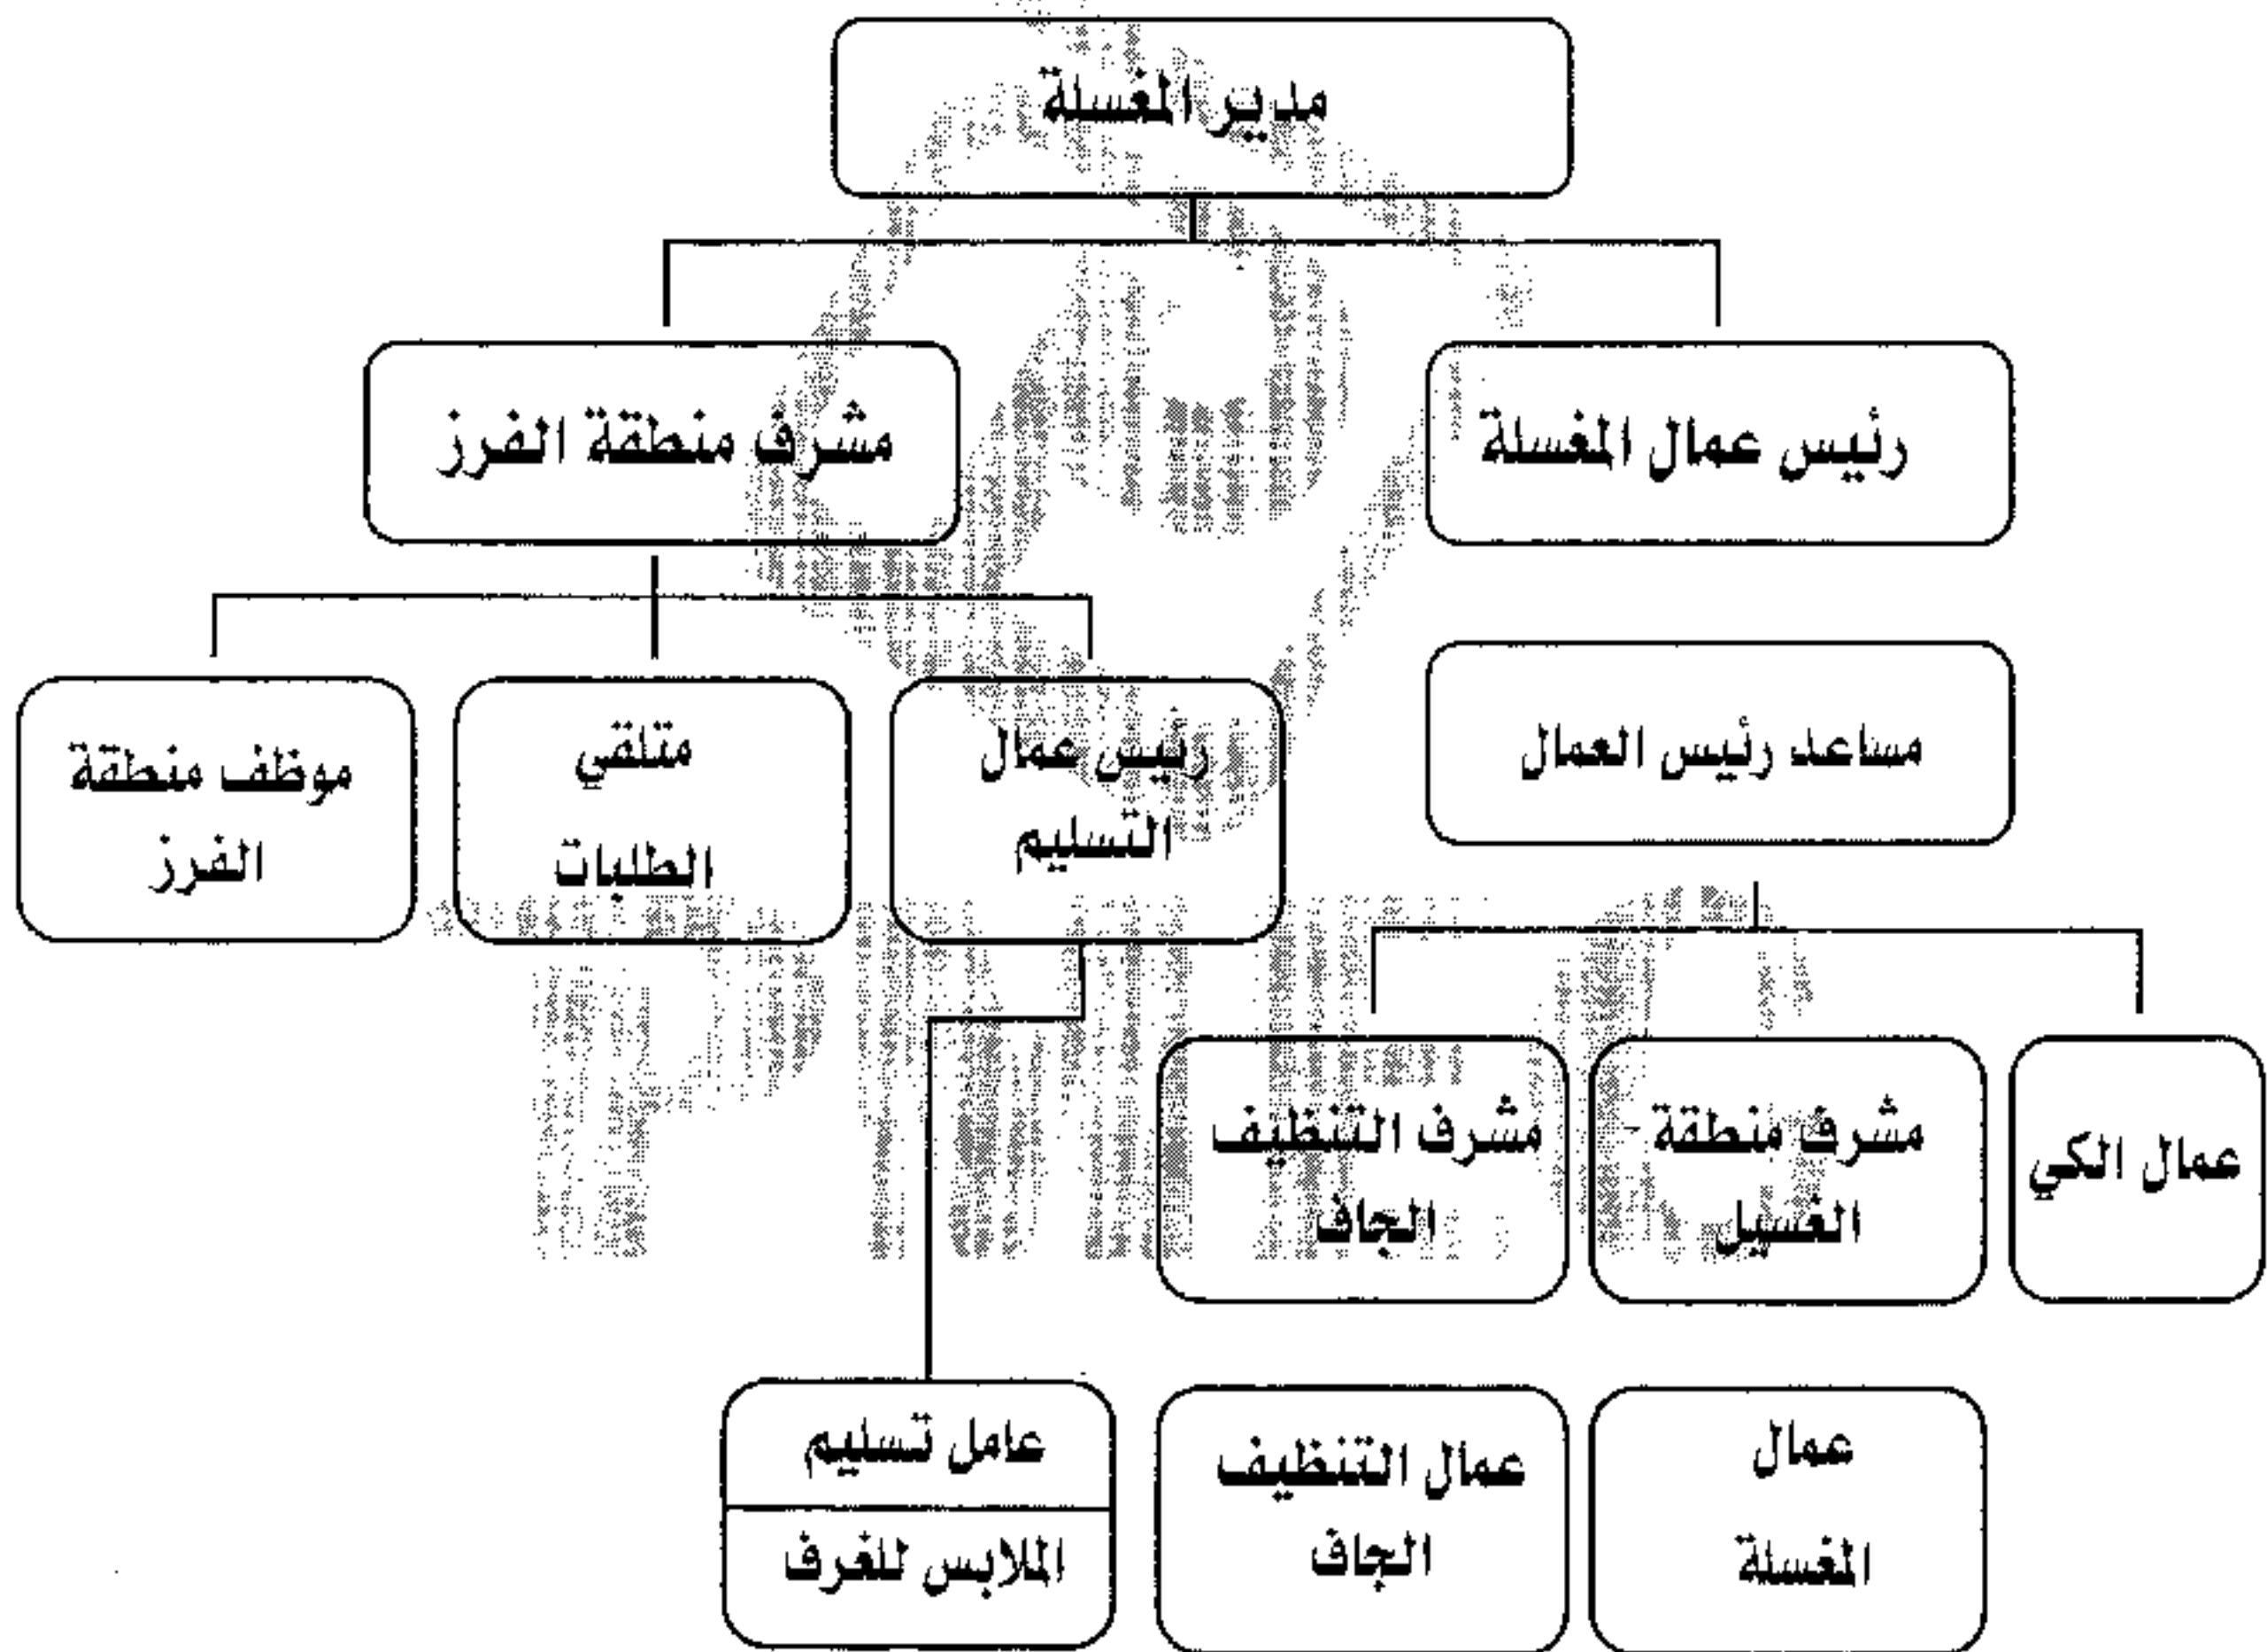 مدير المغسلة
رئيس عمال المغسلة
مشرف منطقة الفرز
مساعد رئيس العمال
رئيس عمال
التسليم
متلقي
الطلبات
موظف منطقة
الفرز
عمال الكي
مشرف منطقة
الغسيل
مشرف التنظيف
الجاف
عمال
المغسلة
عمال التنظيف
الجاف
عامل تسليم
الملابس للغرف